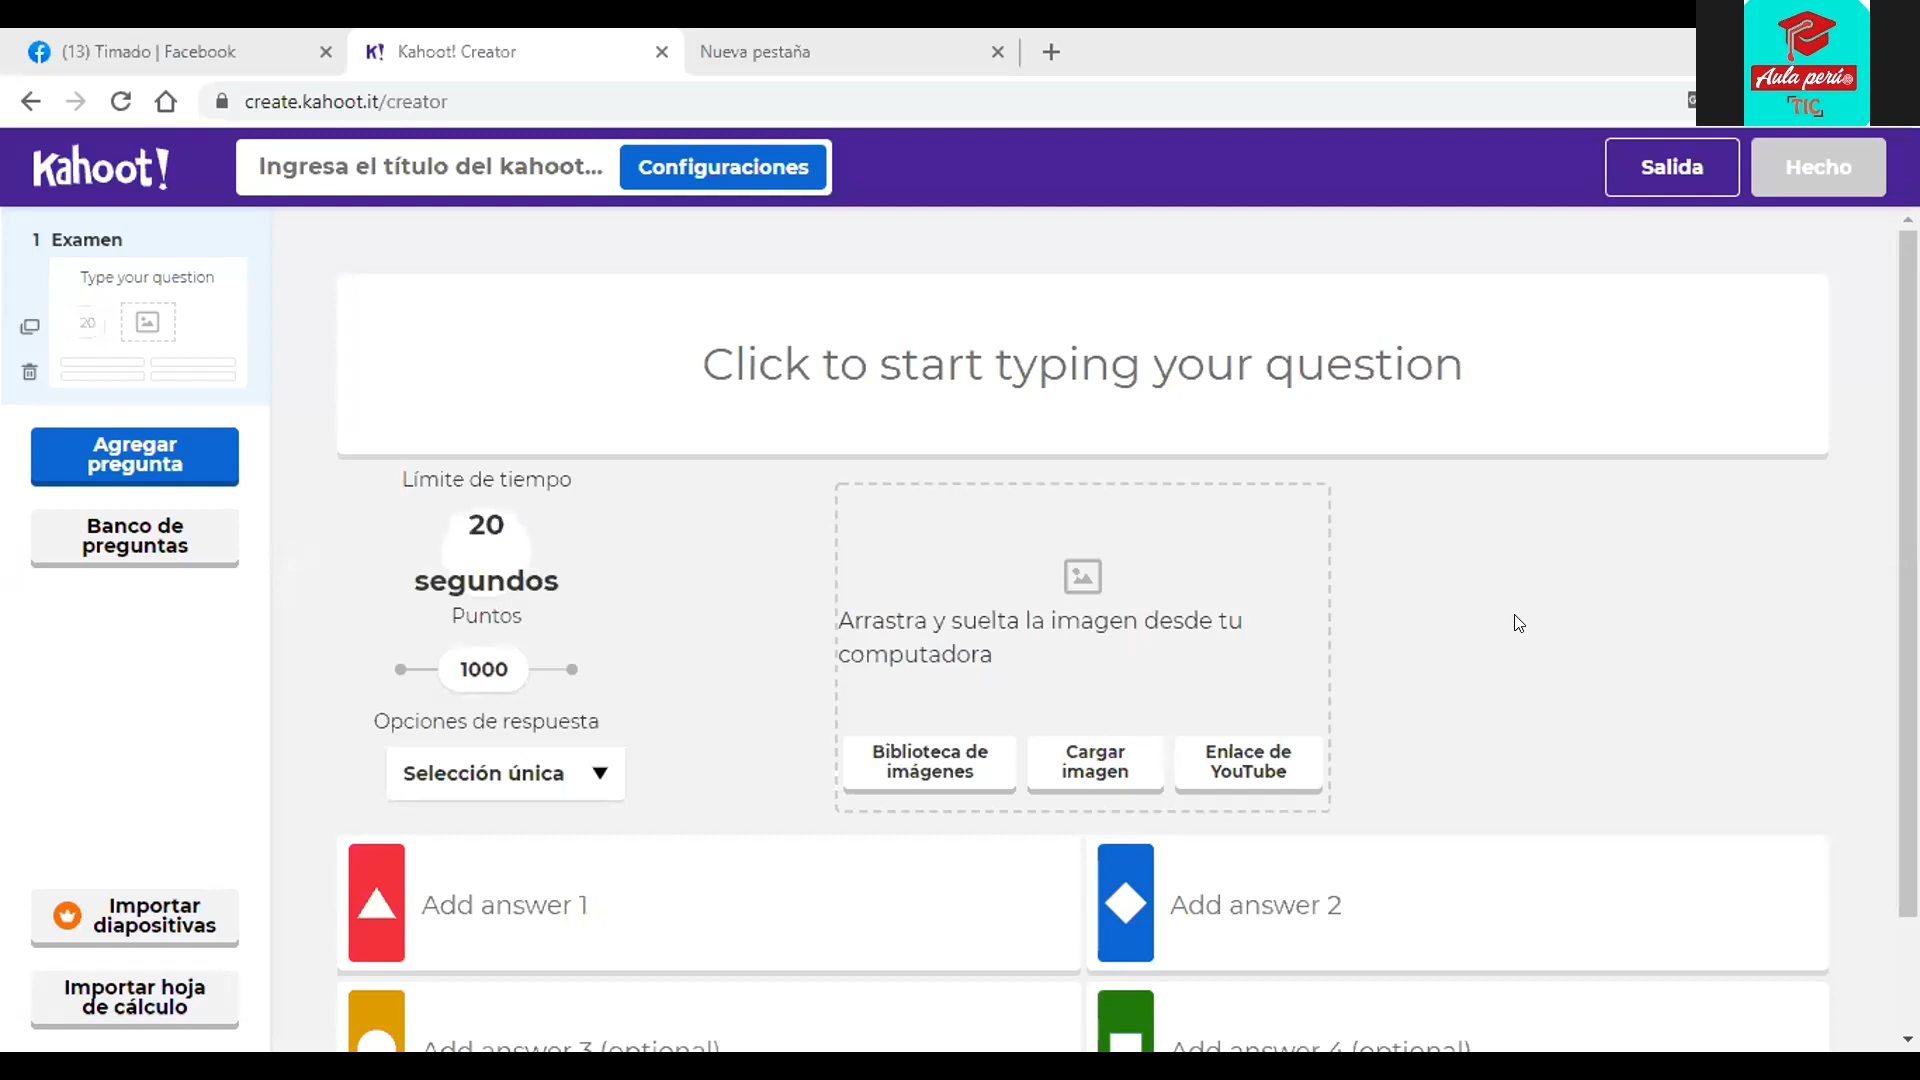 (13) Timado | Facebook
K! Kahoot! Creator
Nueva pestaña
create.kahoot.it/creator
Aula perú
TIC
Kahoot!
Ingresa el título del kahoot...
Configuraciones
Salida
Hecho
1 Examen
Type your question
20
Agregar
pregunta
Banco de
preguntas
Importar
diapositivas
Importar hoja
de cálculo
Click to start typing your question
Límite de tiempo
20
segundos
Puntos
1000
Opciones de respuesta
Selección única
Arrastra y suelta la imagen desde tu
computadora
Biblioteca de
imágenes
Cargar
imagen
Enlace de
YouTube
Add answer 1
Add answer 2
Add answer 3 (optional)
Add answer 4 (optional)